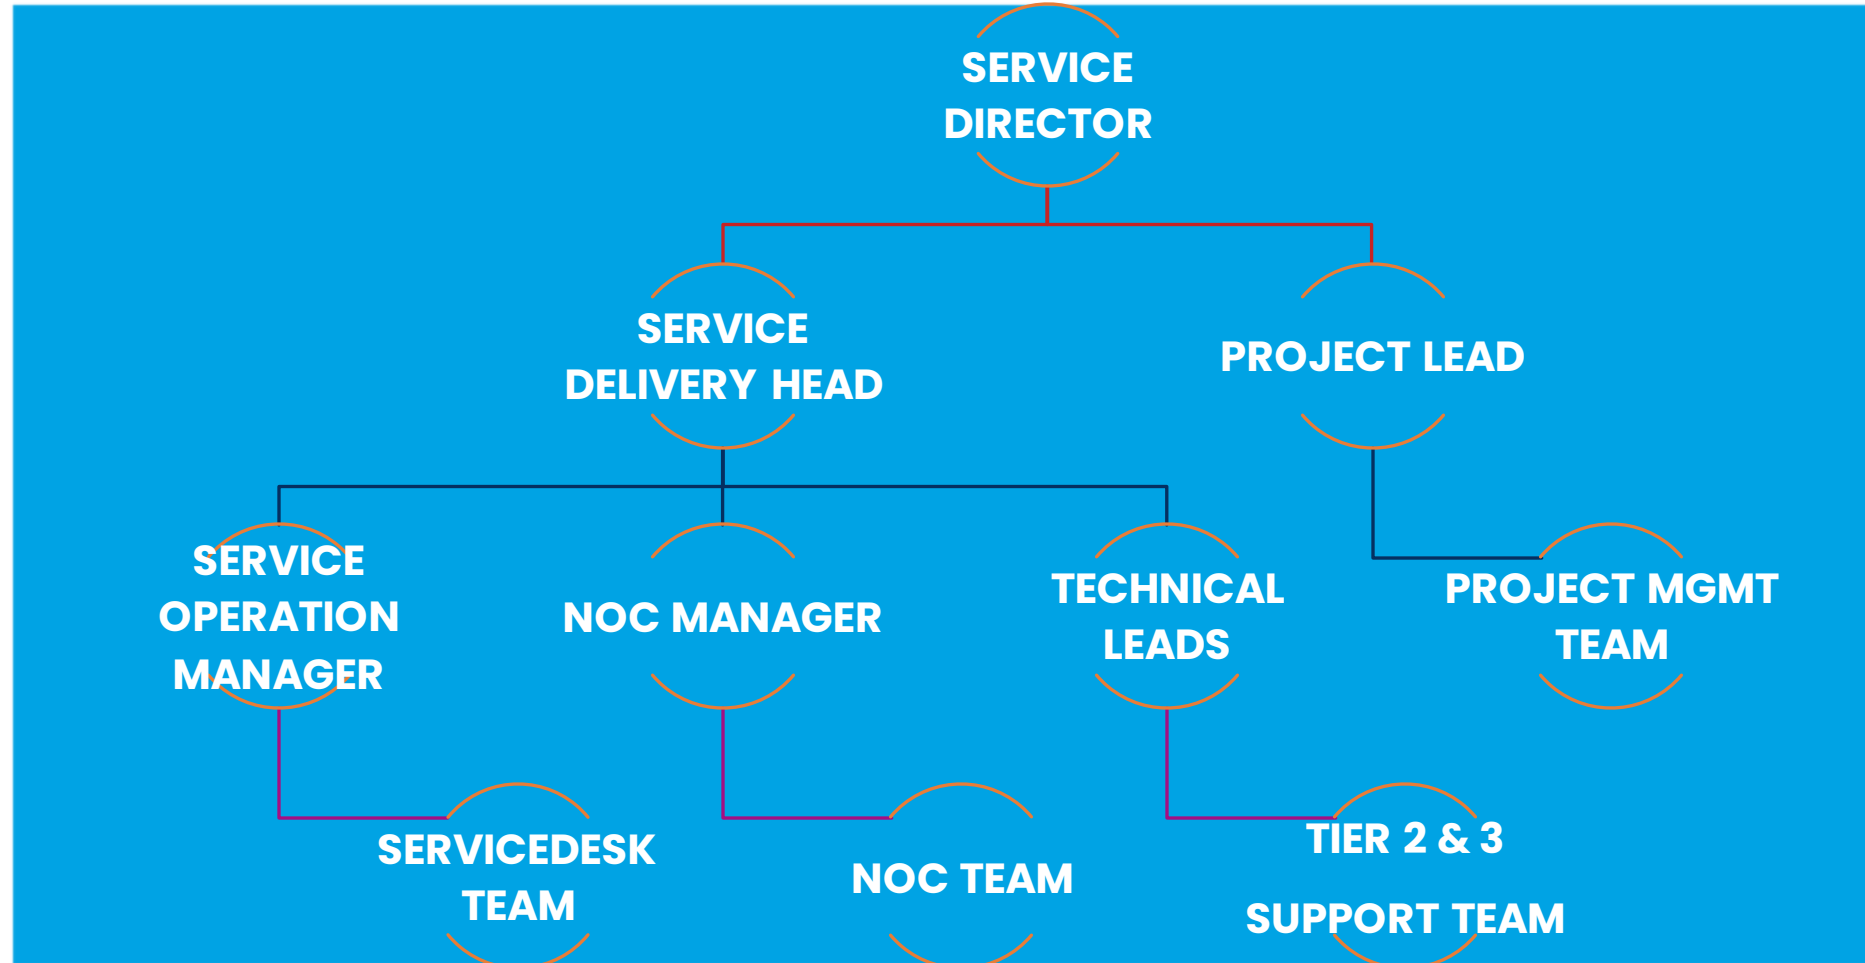 SERVICE
DIRECTOR
SERVICE
DELIVERY HEAD
PROJECT LEAD
SERVICE
OPERATION
MANAGER
NOC MANAGER
TECHNICAL
LEADS
PROJECT MGMT
TEAM
SERVICEDESK
TEAM
NOC TEAM
TIER 2 & 3
SUPPORT TEAM